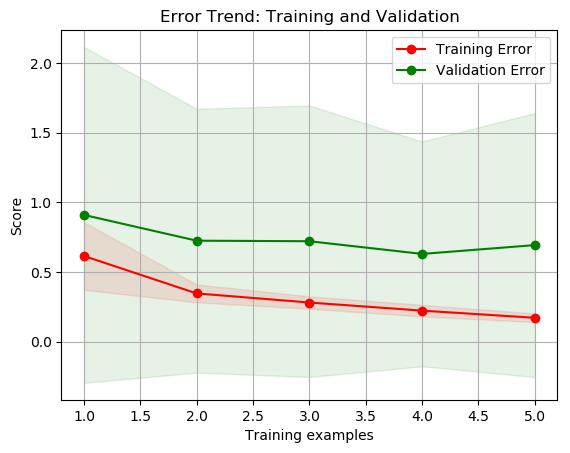 Error Trend: Training and Validation
Training Error
Validation Error
Score
2.0
1.5
1.0
0.5
0.0
1.0 1.5 2.0 2.5 3.0 3.5 4.0 4.5 5.0
Training examples